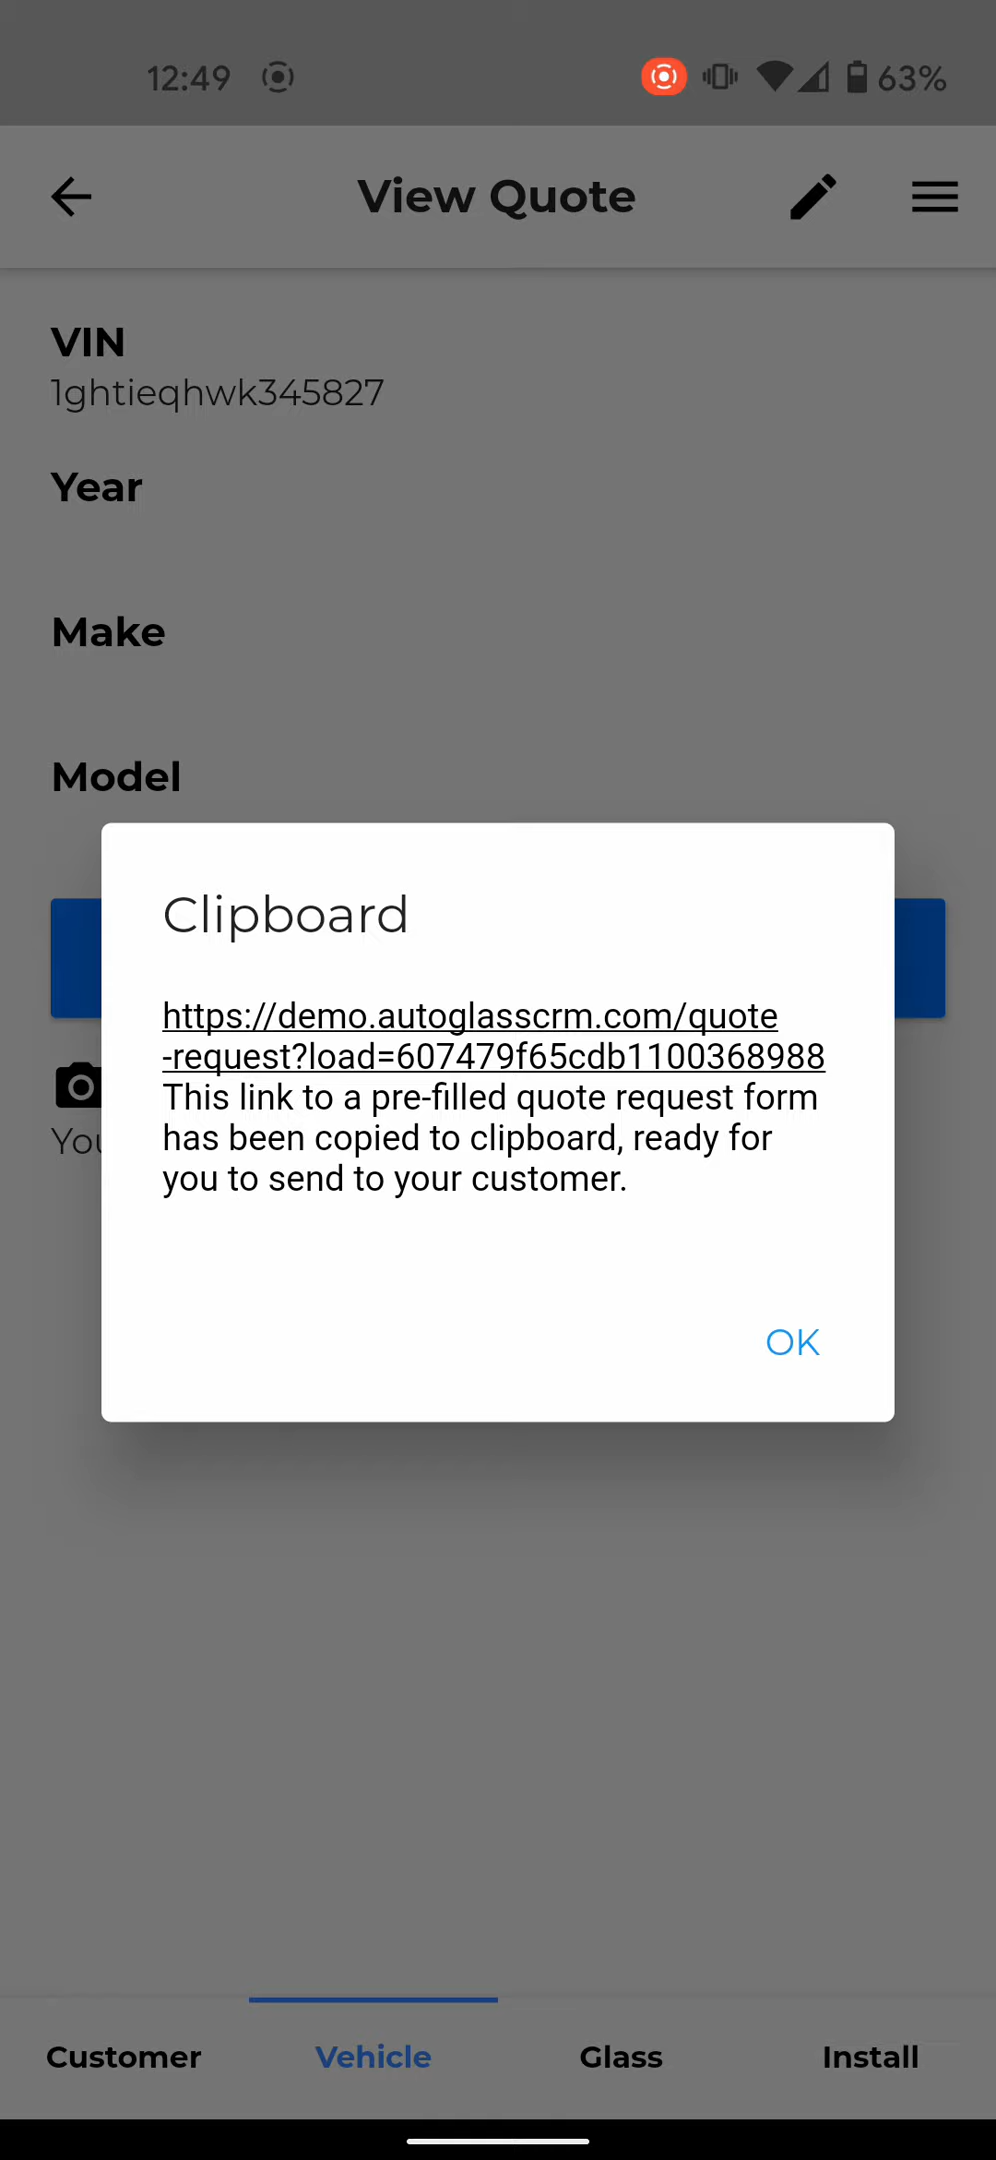 12:49
63%
View Quote
VIN
1ghtieqhwk345827
Year
Make
Model
Clipboard
https://demo.autoglasscrm.com/quote
-request?load=607479f65cdb1100368988
This link to a pre-filled quote request form
has been copied to clipboard, ready for
you to send to your customer.
You
OK
Customer Vehicle Glass Install